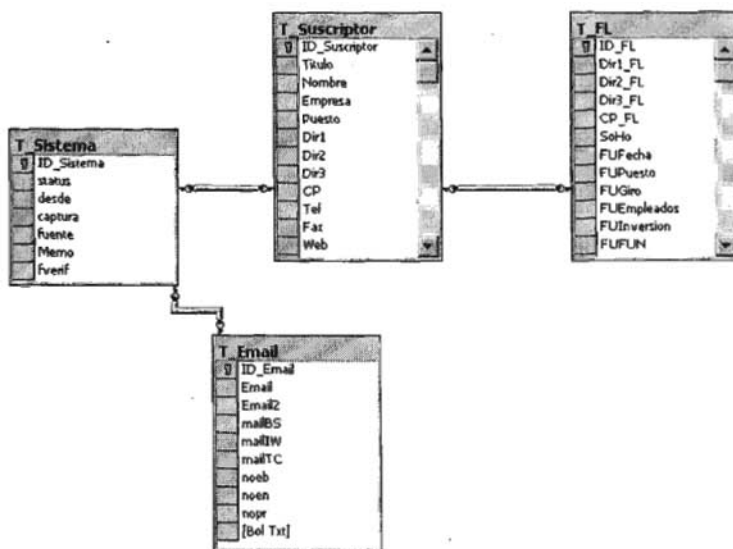 T_Suscriptor
ID_Suscriptor
Titulo
Nombre
Empresa
Puesto
Dir1
Dir2
Dir3
CP
Tel
Fax
Web
T_FL
ID_FL
Dir1_FL
Dir2_FL
Dir3_FL
CP_FL
SoHo
FUFecha
FUPuesto
FUGiro
FUEmpleados
FUInversion
FUFUN
T_Sistema
ID_Sistema
status
desde
captura
fuente
Memo
fverif
T_Email
ID_Email
Email
Email2
mailBS
mailIW
mailTC
noeb
noen
nopr
[Bol Txt]